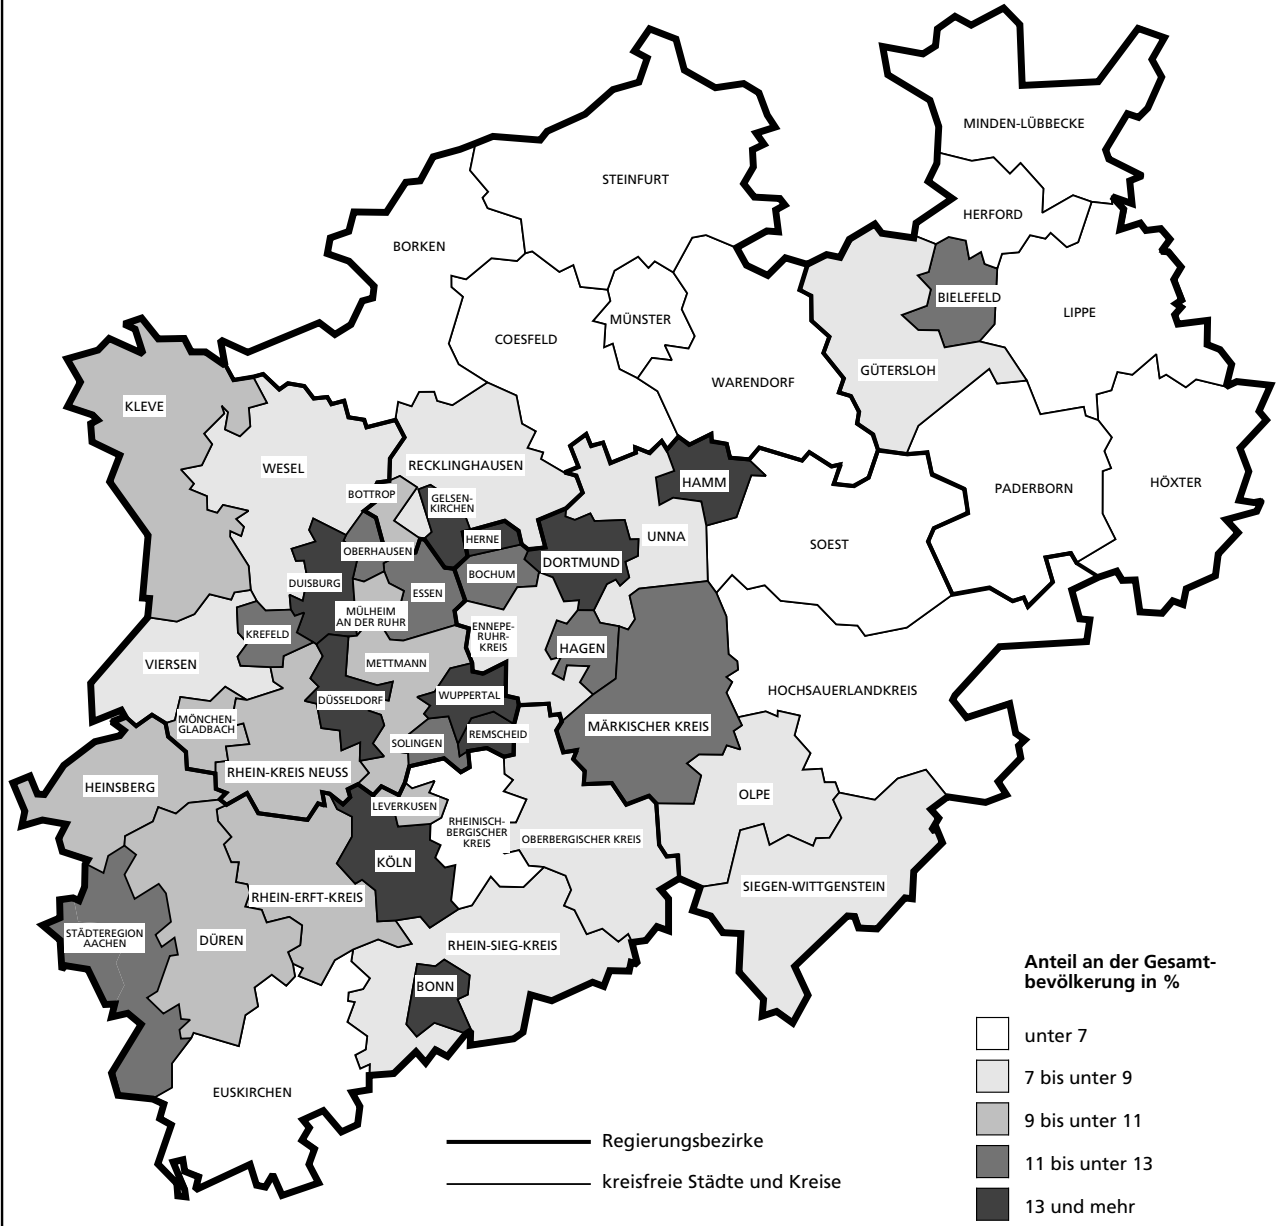 MINDEN-LÜBBECKE
STEINFURT
HERFORD
BORKEN
BIELEFELD
LIPPE
MÜNSTER
COESFELD
GÜTERSLOH
WARENDORF
KLEVE
RECKLINGHAUSEN
WESEL
HAMM
HÖXTER
PADERBORN
BOTTROP
GELSEN-
KIRCHEN
UNNA
HERNE
SOEST
OBERHAUSEN
DORTMUND
BOCHUM
DUISBURG
ESSEN
MÜLHEIM
AN DER RUHR
KREFELD
ENNEPE-
RUHR-
KREIS
HAGEN
VIERSEN
METTMANN
HOCHSAUERLANDKREIS
DÜSSELDORF
WUPPERTAL
MÖNCHEN-
GLADBACH
MÄRKISCHER KREIS
REMSCHEID
SOLINGEN
RHEIN-KREIS NEUSS
HEINSBERG
OLPE
LEVERKUSEN
RHEINISCH-
BERGISCHER
KREIS
OBERBERGISCHER KREIS
KÖLN
SIEGEN-WITTGENSTEIN
RHEIN-ERFT-KREIS
STÄDTEREGION
AACHEN
DÜREN
RHEIN-SIEG-KREIS
BONN
EUSKIRCHEN
Anteil an der Gesamt-
bevölkerung in %
unter 7
7 bis unter 9
9 bis unter 11
11 bis unter 13
13 und mehr
Regierungsbezirke
kreisfreie Städte und Kreise